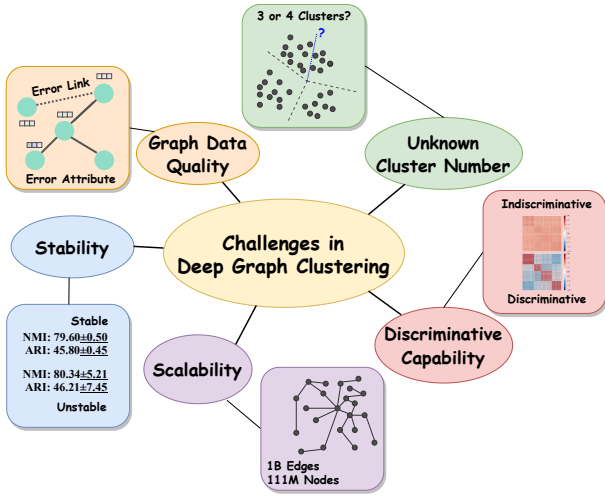 3 or 4 Clusters?
?
Error Link
Error Attribute
Graph Data
Quality
Unknown
Cluster Number
Stability
Challenges in
Deep Graph Clustering
Indiscriminative
Discriminative
Stable
NMI: 79.60±0.50
ARI: 45.80±0.45
NMI: 80.34±5.21
ARI: 46.21±7.45
Unstable
Scalability
Discriminative
Capability
1B Edges
111M Nodes